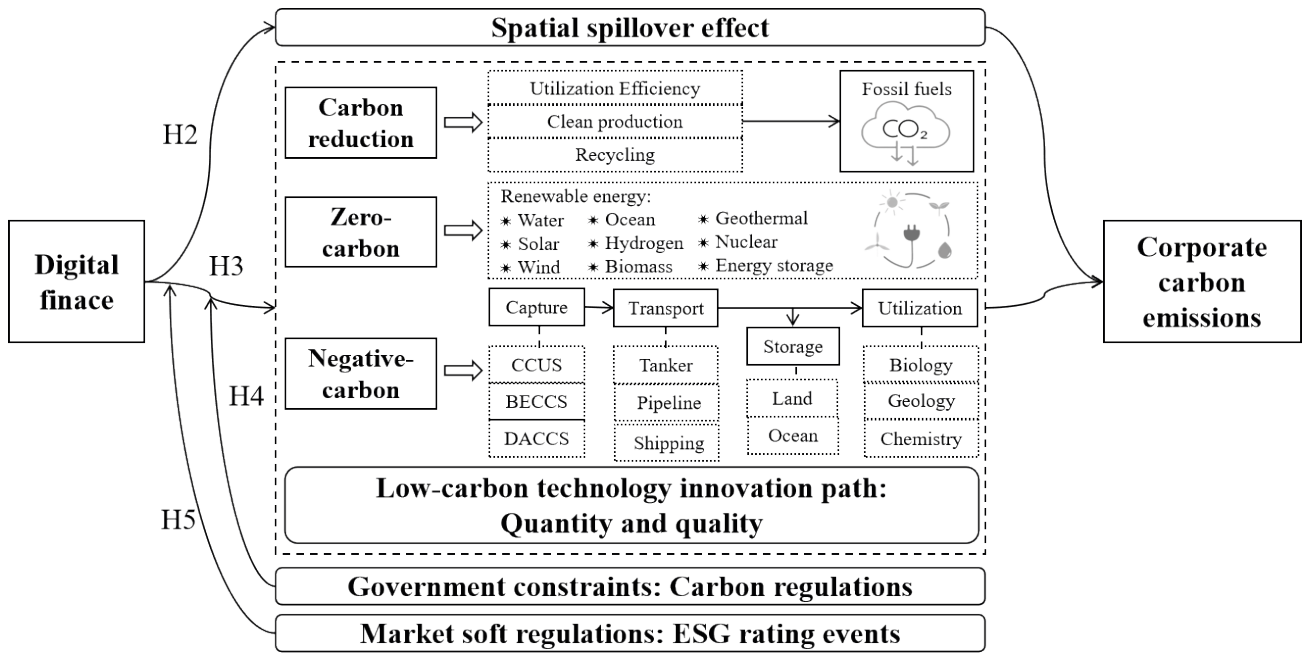 Spatial spillover effect
H2
Carbon
reduction
Utilization Efficiency
Clean production
Recycling
Fossil fuels
CO2
Digital
finace
H3
Zero-
carbon
Renewable energy:
✷ Water ✷ Ocean ✷ Geothermal
✷ Solar ✷ Hydrogen ✷ Nuclear
✷ Wind ✷ Biomass ✷ Energy storage
Corporate
carbon
emissions
H4
Negative-
carbon
Capture
Transport
Storage
Utilization
CCUS
BECCS
DACCS
Tanker
Pipeline
Shipping
Land
Ocean
Biology
Geology
Chemistry
Low-carbon technology innovation path:
Quantity and quality
H5
Government constraints: Carbon regulations
Market soft regulations: ESG rating events